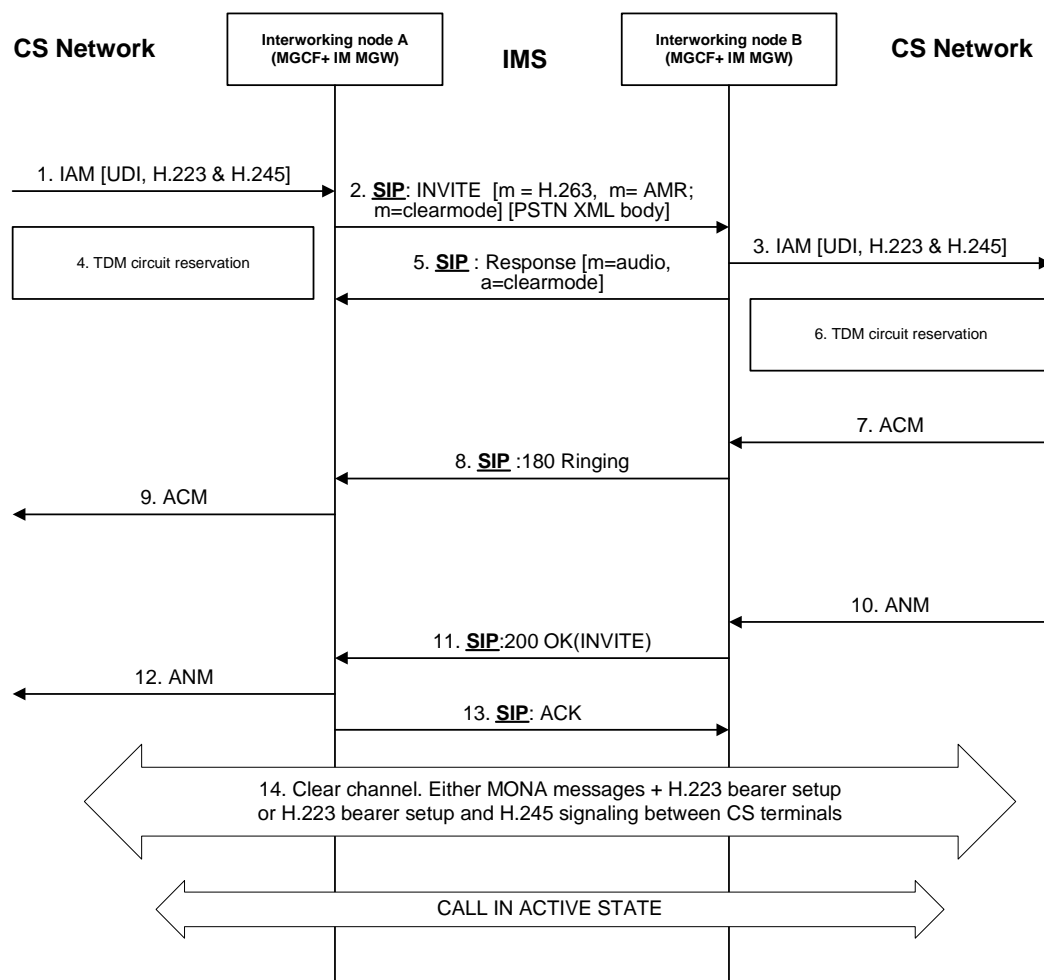 CS Network
Interworking node A
(MGCF+ IM MGW)
IMS
Interworking node B
(MGCF+ IM MGW)
CS Network
1. IAM [UDI, H.223 & H.245]
2. SIP: INVITE [m = H.263, m= AMR;
m=clearmode] [PSTN XML body]
3. IAM [UDI, H.223 & H.245]
4. TDM circuit reservation
5. SIP : Response [m=audio,
a=clearmode]
6. TDM circuit reservation
7. ACM
8. SIP :180 Ringing
9. ACM
10. ANM
11. SIP:200 OK(INVITE)
12. ANM
13. SIP: ACK
14. Clear channel. Either MONA messages + H.223 bearer setup
or H.223 bearer setup and H.245 signaling between CS terminals
CALL IN ACTIVE STATE